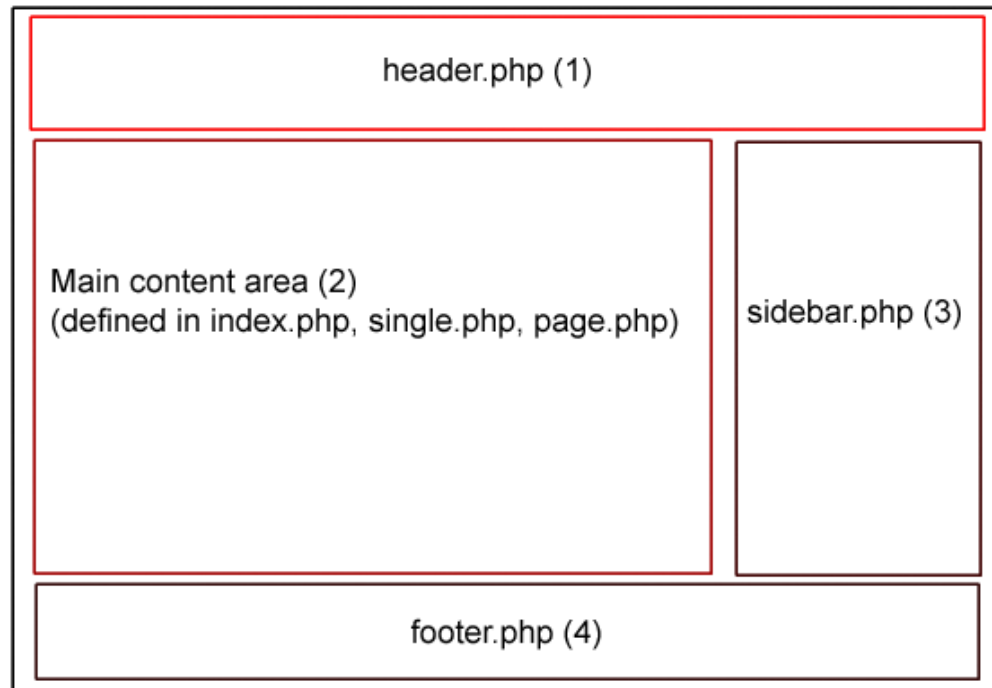 header.php (1)
Main content area (2)
(defined in index.php, single.php, page.php)
sidebar.php (3)
footer.php (4)